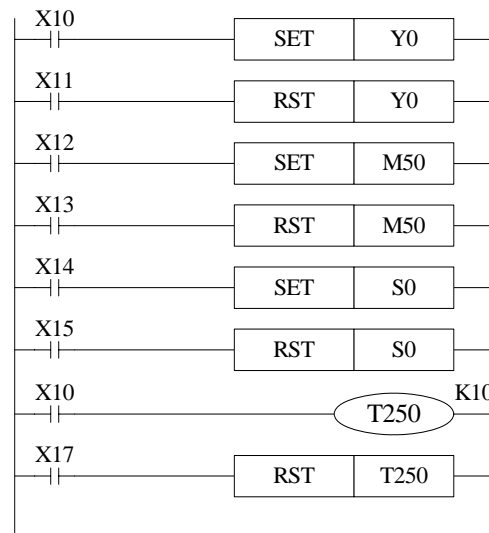 X10
SET Y0
X11
RST Y0
X12
SET M50
X13
RST M50
X14
SET S0
X15
RST S0
X10
T250 K10
X17
RST T250